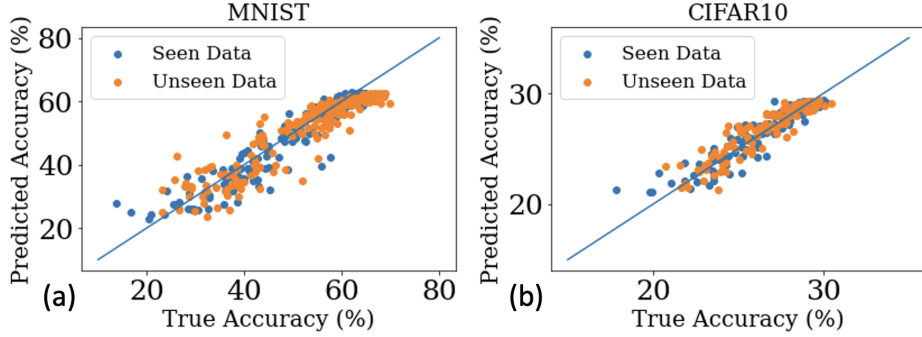 MNIST
Predicted Accuracy (%)
80
60
40
20
Seen Data
Unseen Data
20 40 60 80
True Accuracy (%)
(a)
CIFAR10
Predicted Accuracy (%)
30
20
Seen Data
Unseen Data
20 30
True Accuracy (%)
(b)